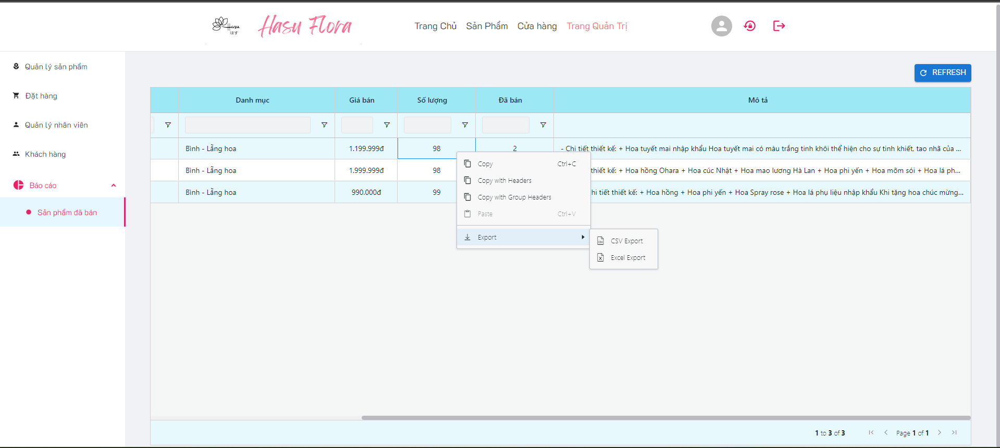 Hasu
はす
Hasu Flora
Trang Chủ Sản Phẩm Cửa hàng Trang Quản Trị
Quản lý sản phẩm
Đặt hàng
Quản lý nhân viên
Khách hàng
Báo cáo
Sản phẩm đã bán
REFRESH
Danh mục Giá bán Số lượng Đã bán Mô tả
Bình - Lẵng hoa 1.199.999đ 98 2 - Chi tiết thiết kế: + Hoa tuyết mai nhập khẩu Hoa tuyết mai có màu trắng tinh khôi thể hiện cho sự tinh khiết, tao nhã của ...
Bình - Lẵng hoa 1.999.999đ 98 thiết kế: + Hoa hồng Ohara + Hoa cúc Nhật + Hoa mao lương Hà Lan + Hoa phi yến + Hoa mõm sói + Hoa lá ph...
Bình - Lẵng hoa 990.000đ 99 hi tiết thiết kế: + Hoa hồng + Hoa phi yến + Hoa Spray rose + Hoa lá phụ liệu nhập khẩu Khi tặng hoa chúc mừng...
Copy Ctrl+C
Copy with Headers
Copy with Group Headers
Paste Ctrl+V
Export
CSV Export
Excel Export
1 to 3 of 3 Page 1 of 1